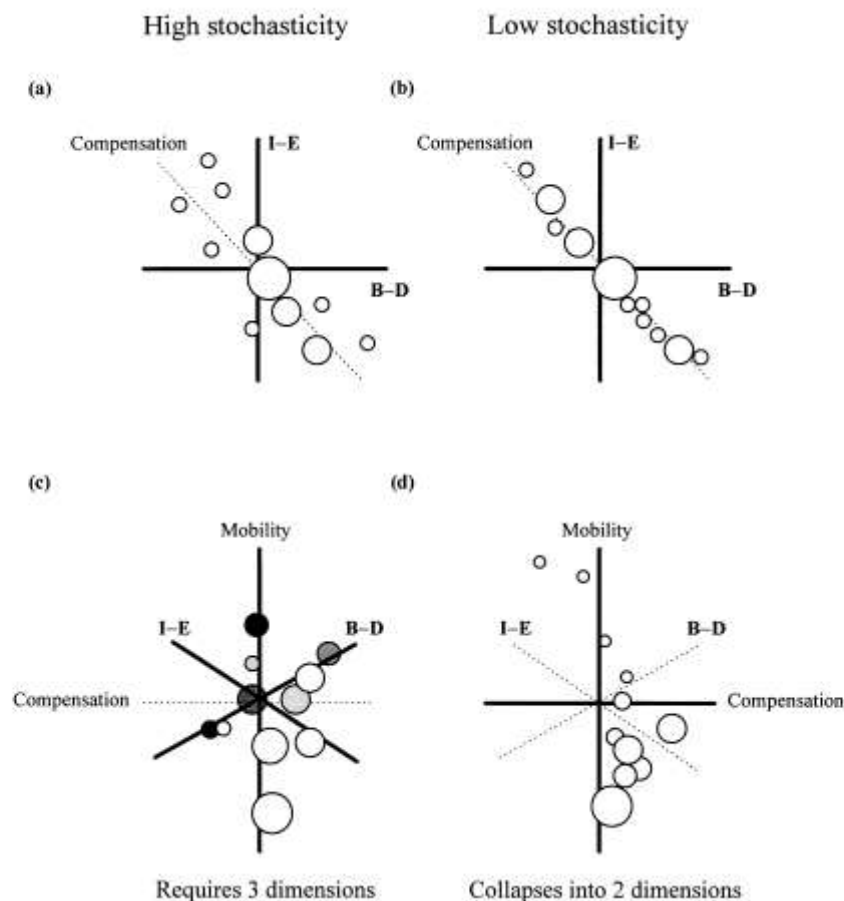 High stochasticity
Low stochasticity
(a)
(b)
Compensation
I–E
B–D
Compensation
I–E
B–D
(c)
(d)
Mobility
I–E
B–D
Compensation
Mobility
I–E
B–D
Compensation
Requires 3 dimensions
Collapses into 2 dimensions